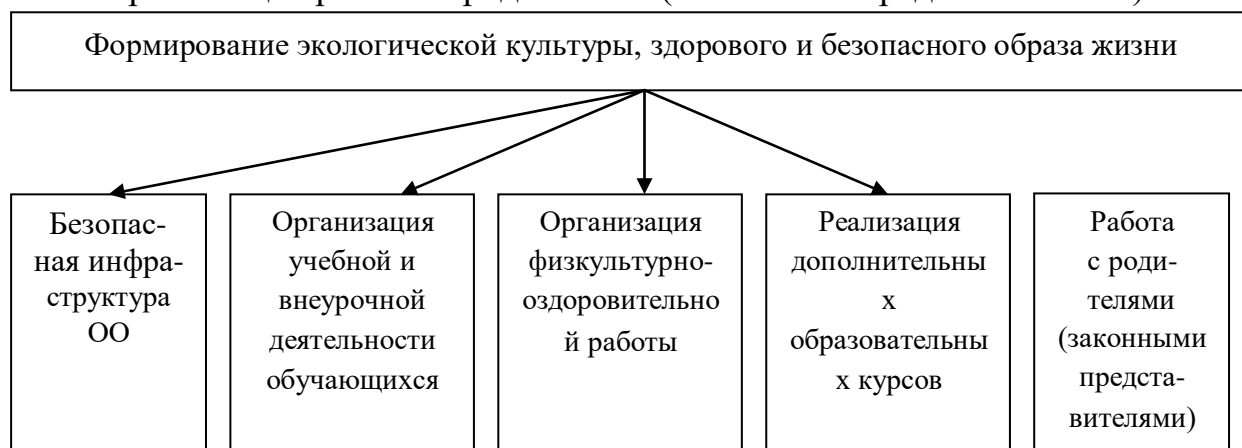 Формирование экологической культуры, здорового и безопасного образа жизни
Безопас-
ная инфра-
структура
ОО
Организация
учебной и
внеурочной
деятельности
обучающихся
Организация
физкультурно-
оздоровительно
й работы
Реализация
дополнительны
х
образовательны
х курсов
Работа
с роди-
телями
(законными
предста-
вителями)